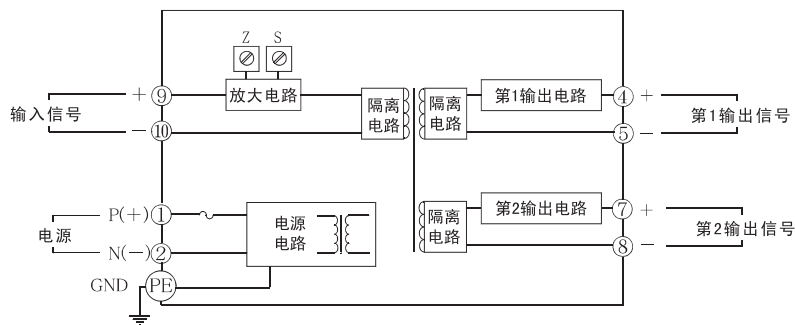 Z S
+ ⑨ 放大电路 隔离电路 隔离电路 第1输出电路 ④ +
输入信号 第1输出信号
− ⑩ ⑤ −
P(+) ① 电源电路 隔离电路 第2输出电路 ⑦ +
电源 第2输出信号
N(−) ② ⑧ −
GND PE